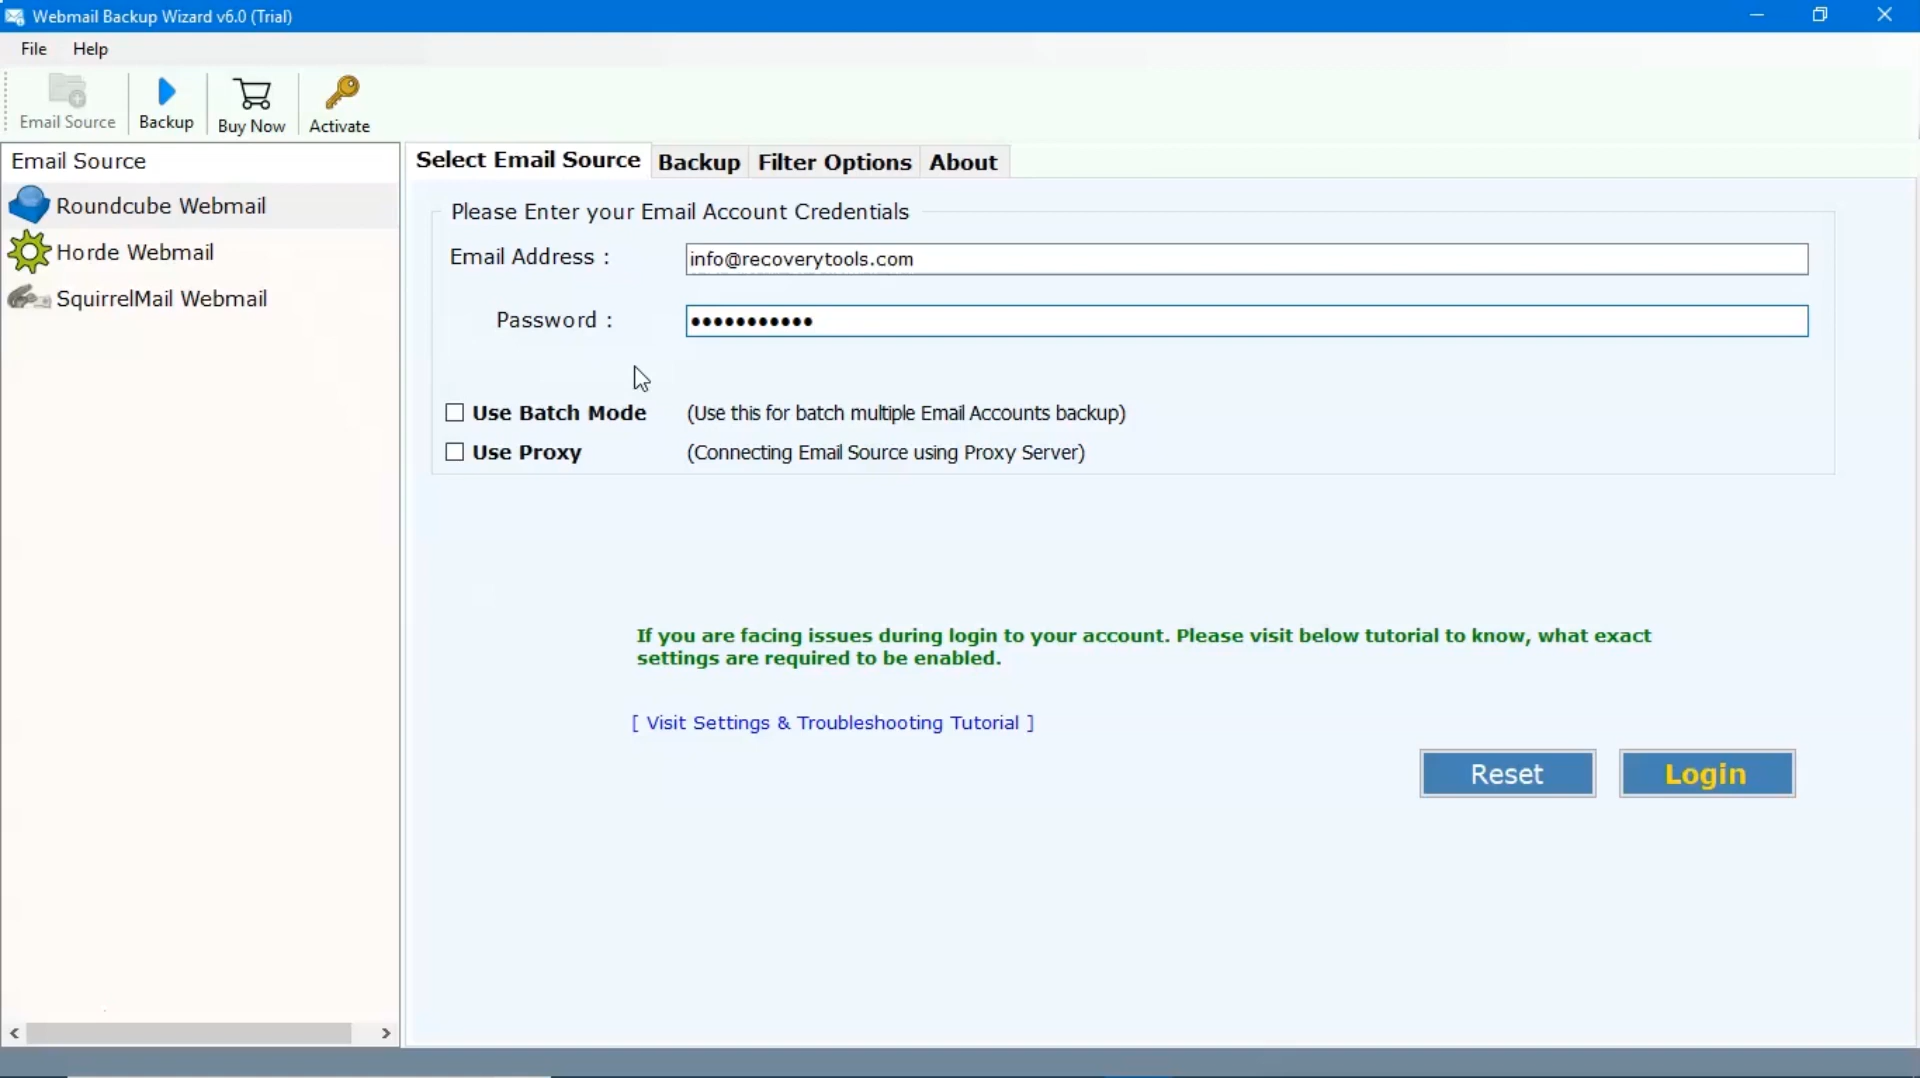 Webmail Backup Wizard v6.0 (Trial)
File Help
Email Source Backup Buy Now Activate
Email Source
Roundcube Webmail
Horde Webmail
SquirrelMail Webmail
Select Email Source Backup Filter Options About
Please Enter your Email Account Credentials
Email Address : info@recoverytools.com
Password : •••••••••••
Use Batch Mode (Use this for batch multiple Email Accounts backup)
Use Proxy (Connecting Email Source using Proxy Server)
If you are facing issues during login to your account. Please visit below tutorial to know, what exact
settings are required to be enabled.
[ Visit Settings & Troubleshooting Tutorial ]
Reset Login